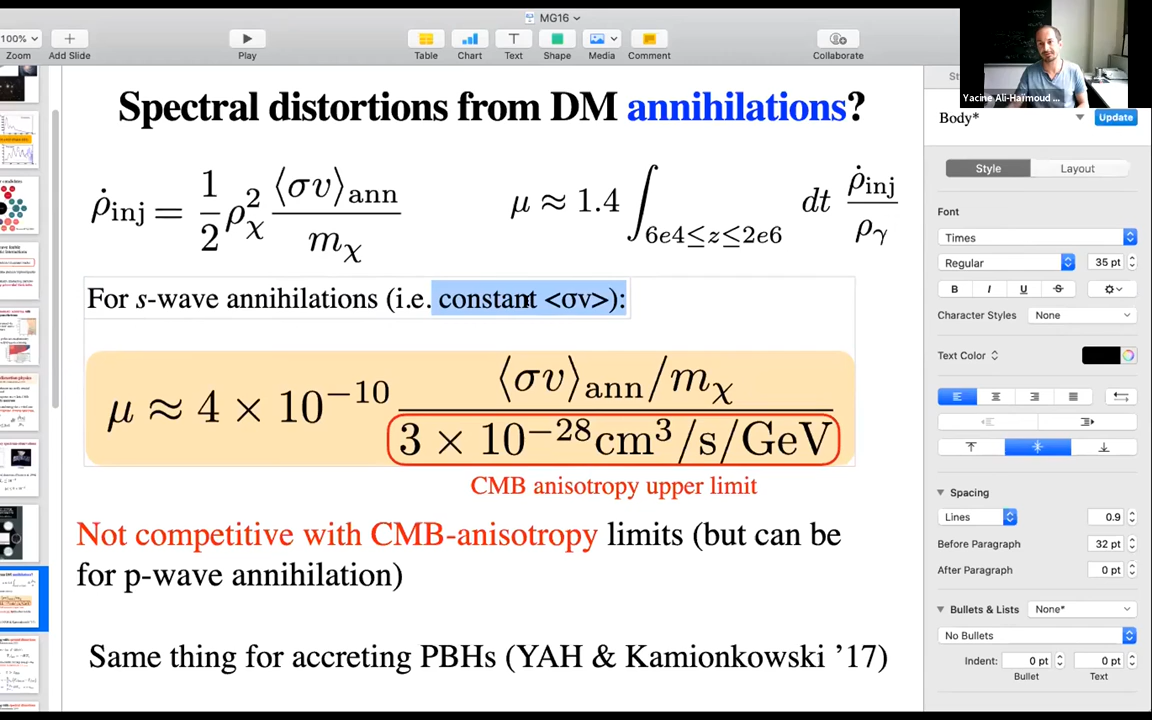 MG16
100%
Zoom
Add Slide
Play
Table
Chart
Text
Shape
Media
Comment
Collaborate
Yacine Ali-Haïmoud ...
Spectral distortions from DM annihilations?
ρ̇inj = 1/2 ρχ² ⟨σv⟩ann / mχ
μ ≈ 1.4 ∫6e4≤z≤2e6 dt ρ̇inj / ργ
For s-wave annihilations (i.e. constant <σv>):
μ ≈ 4 × 10⁻¹⁰ ⟨σv⟩ann/mχ
3 × 10⁻²⁸cm³/s/GeV
CMB anisotropy upper limit
Not competitive with CMB-anisotropy limits (but can be
for p-wave annihilation)
Same thing for accreting PBHs (YAH & Kamionkowski ’17)
Body*
Update
Style
Layout
Font
Times
Regular
35 pt
B I U S
Character Styles
None
Text Color
Spacing
Lines
0.9
Before Paragraph
32 pt
After Paragraph
0 pt
Bullets & Lists
None*
No Bullets
Indent:
0 pt
0 pt
Bullet
Text